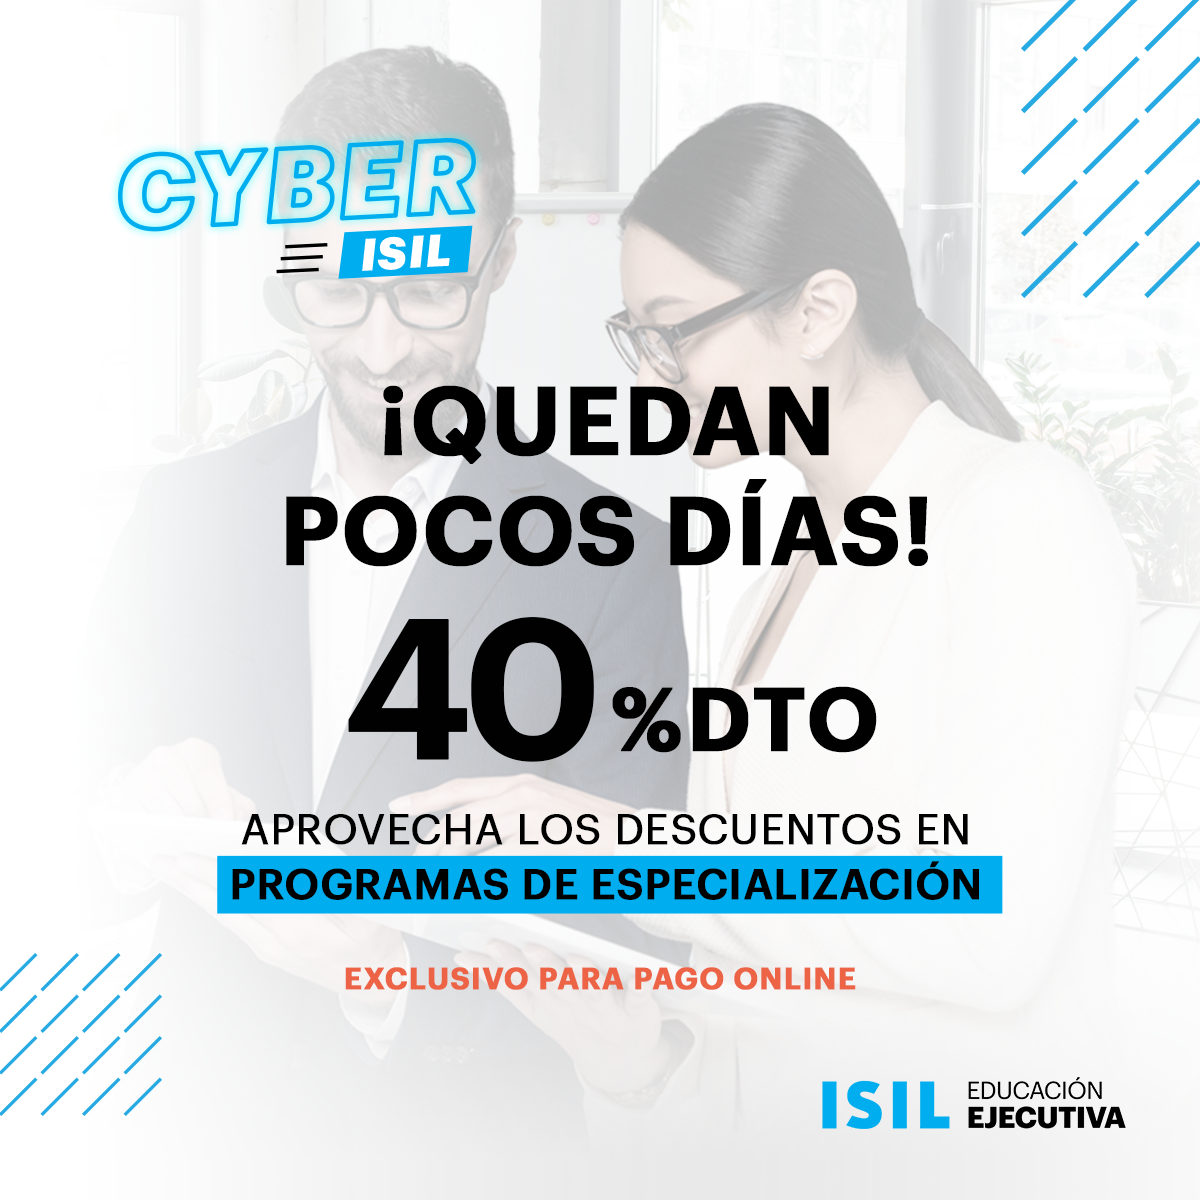 CYBER
ISIL
¡QUEDAN
POCOS DÍAS!
40 %DTO
APROVECHA LOS DESCUENTOS EN
PROGRAMAS DE ESPECIALIZACIÓN
EXCLUSIVO PARA PAGO ONLINE
ISIL EDUCACIÓN
EJECUTIVA